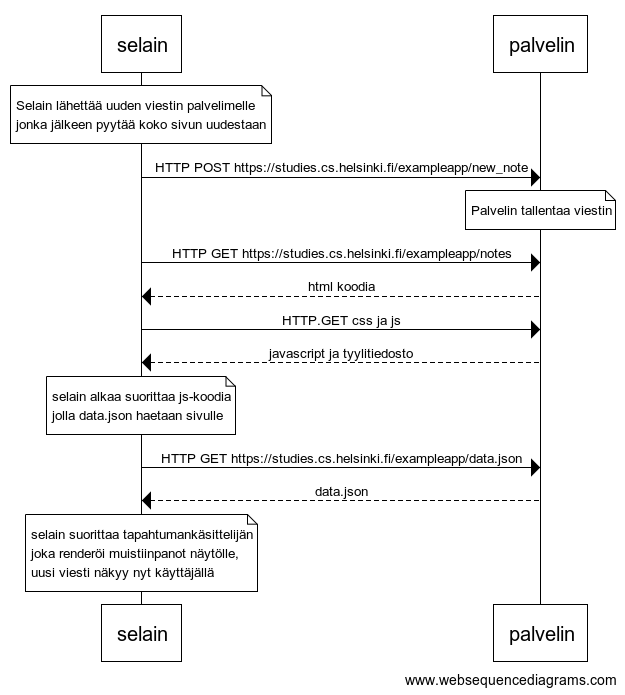 selain
palvelin
Selain lähettää uuden viestin palvelimelle
jonka jälkeen pyytää koko sivun uudestaan
HTTP POST https://studies.cs.helsinki.fi/exampleapp/new_note
Palvelin tallentaa viestin
HTTP GET https://studies.cs.helsinki.fi/exampleapp/notes
html koodia
HTTP.GET css ja js
javascript ja tyylitiedosto
selain alkaa suorittaa js-koodia
jolla data.json haetaan sivulle
HTTP GET https://studies.cs.helsinki.fi/exampleapp/data.json
data.json
selain suorittaa tapahtumankäsittelijän
joka renderöi muistiinpanot näytölle,
uusi viesti näkyy nyt käyttäjällä
selain
palvelin
www.websequencediagrams.com